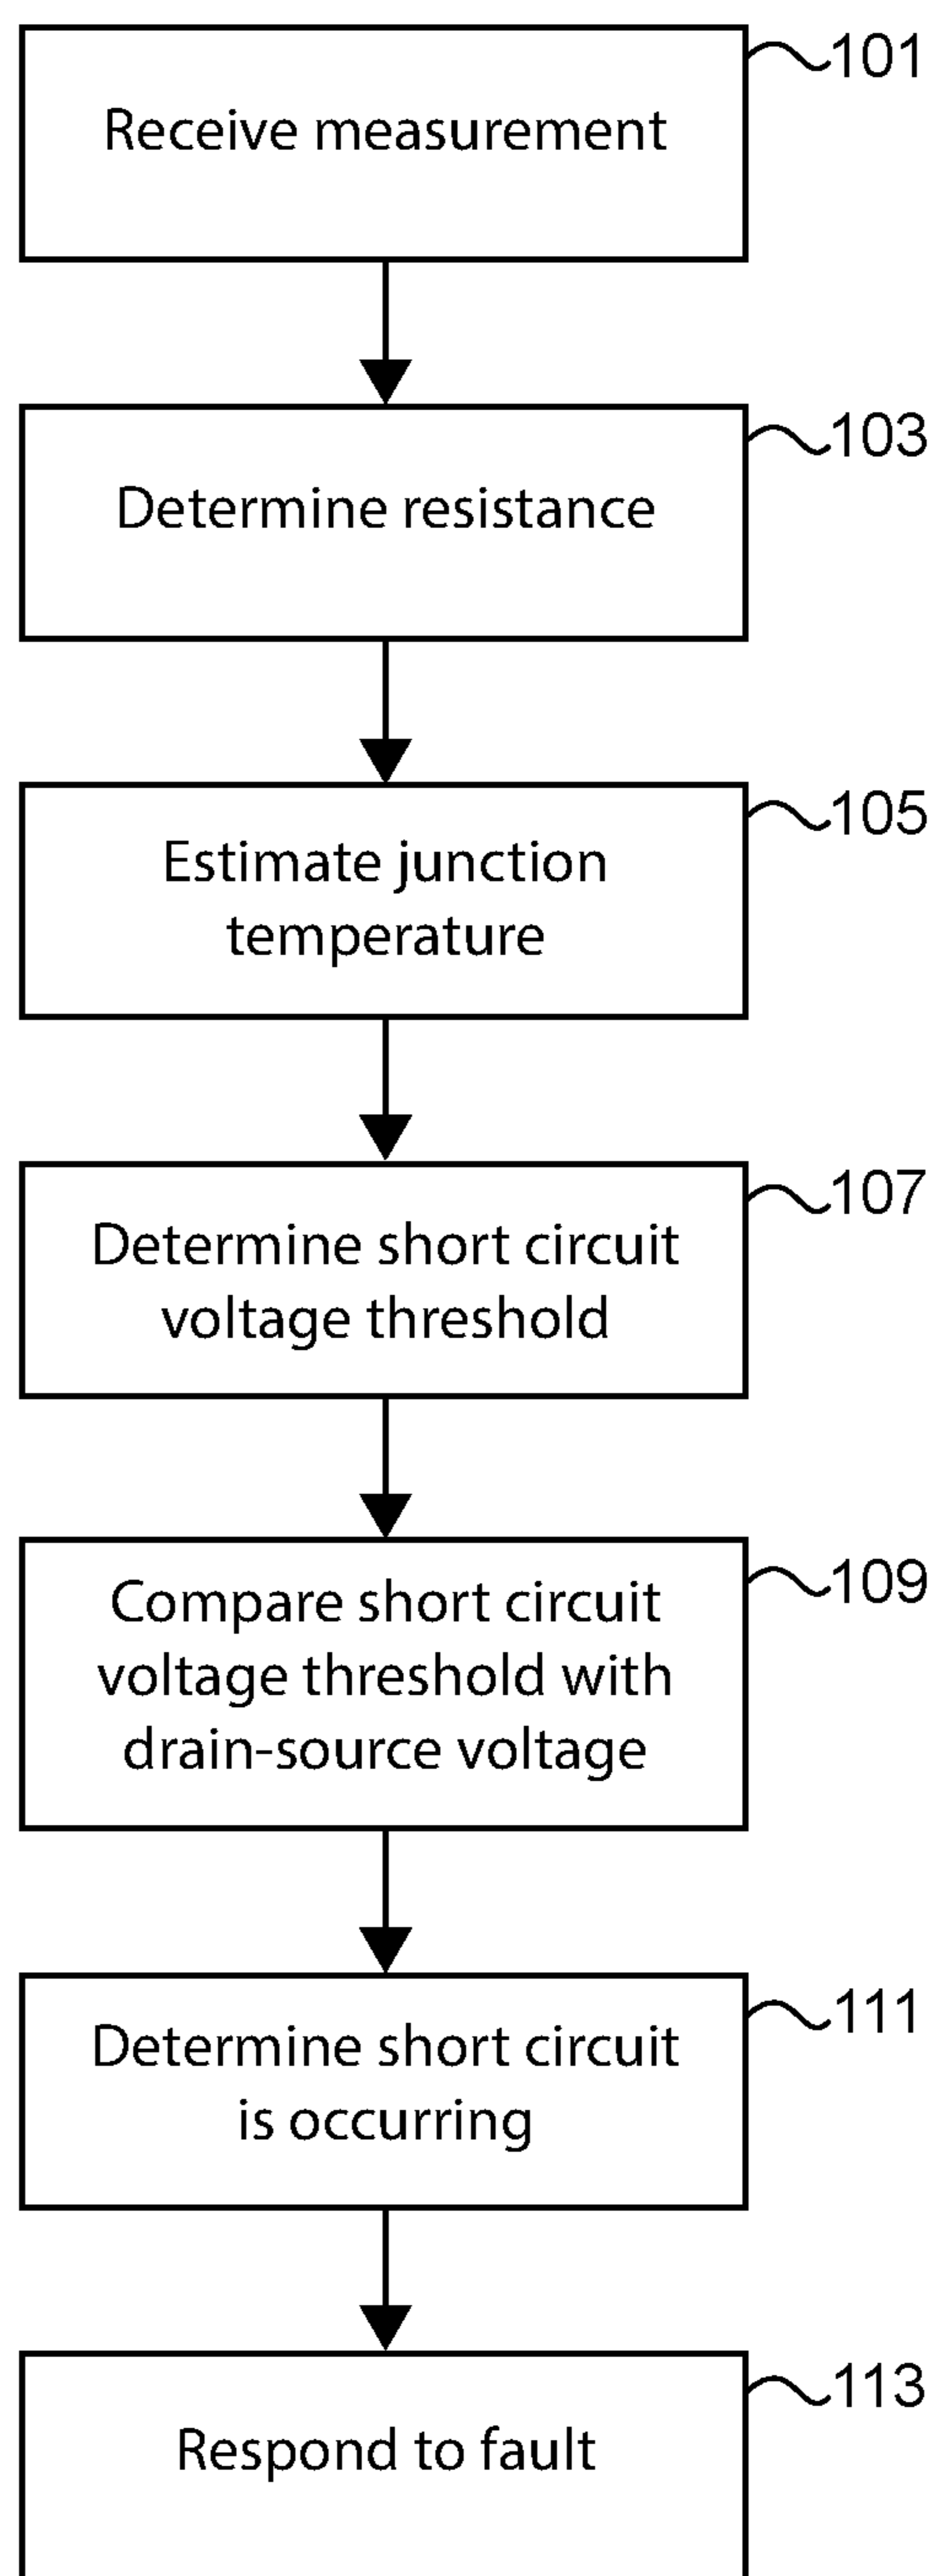 101
Receive measurement
103
Determine resistance
105
Estimate junction
temperature
107
Determine short circuit
voltage threshold
109
Compare short circuit
voltage threshold with
drain-source voltage
111
Determine short circuit
is occurring
113
Respond to fault